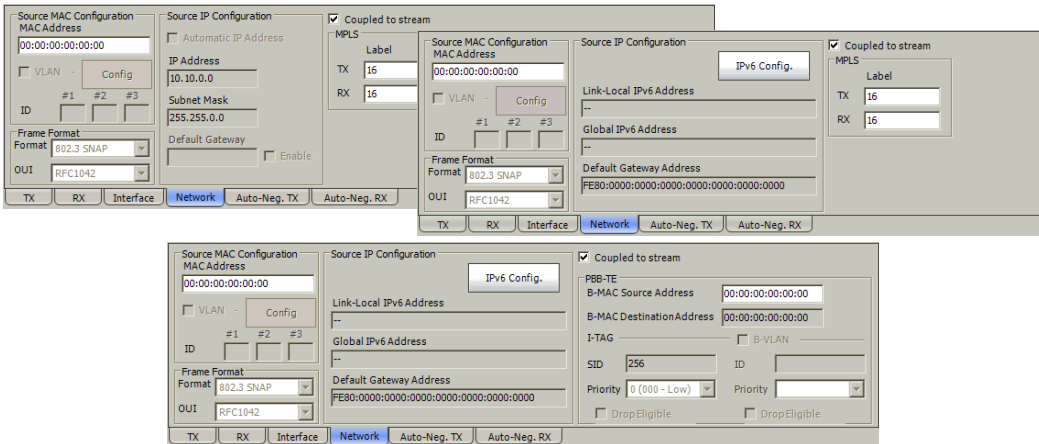 Source MAC Configuration
MAC Address
00:00:00:00:00:00
VLAN - Config
#1 #2 #3
ID
Frame Format
Format 802.3 SNAP
OUI RFC1042
Source IP Configuration
Automatic IP Address
IP Address
10.10.0.0
Subnet Mask
255.255.0.0
Default Gateway
Enable
Coupled to stream
MPLS
Label
TX 16
RX 16
TX RX Interface Network Auto-Neg. TX Auto-Neg. RX
Source MAC Configuration
MAC Address
00:00:00:00:00:00
VLAN - Config
#1 #2 #3
ID
Frame Format
Format 802.3 SNAP
OUI RFC1042
Source IP Configuration
IPv6 Config.
Link-Local IPv6 Address
--
Global IPv6 Address
--
Default Gateway Address
FE80:0000:0000:0000:0000:0000:0000:0000
Coupled to stream
MPLS
Label
TX 16
RX 16
TX RX Interface Network Auto-Neg. TX Auto-Neg. RX
Source MAC Configuration
MAC Address
00:00:00:00:00:00
VLAN - Config
#1 #2 #3
ID
Frame Format
Format 802.3 SNAP
OUI RFC1042
Source IP Configuration
IPv6 Config.
Link-Local IPv6 Address
--
Global IPv6 Address
--
Default Gateway Address
FE80:0000:0000:0000:0000:0000:0000:0000
Coupled to stream
PBB-TE
B-MAC Source Address 00:00:00:00:00:00
B-MAC Destination Address 00:00:00:00:00:00
I-TAG B-VLAN
SID 256 ID
Priority 0 (000 - Low) Priority
Drop Eligible Drop Eligible
TX RX Interface Network Auto-Neg. TX Auto-Neg. RX